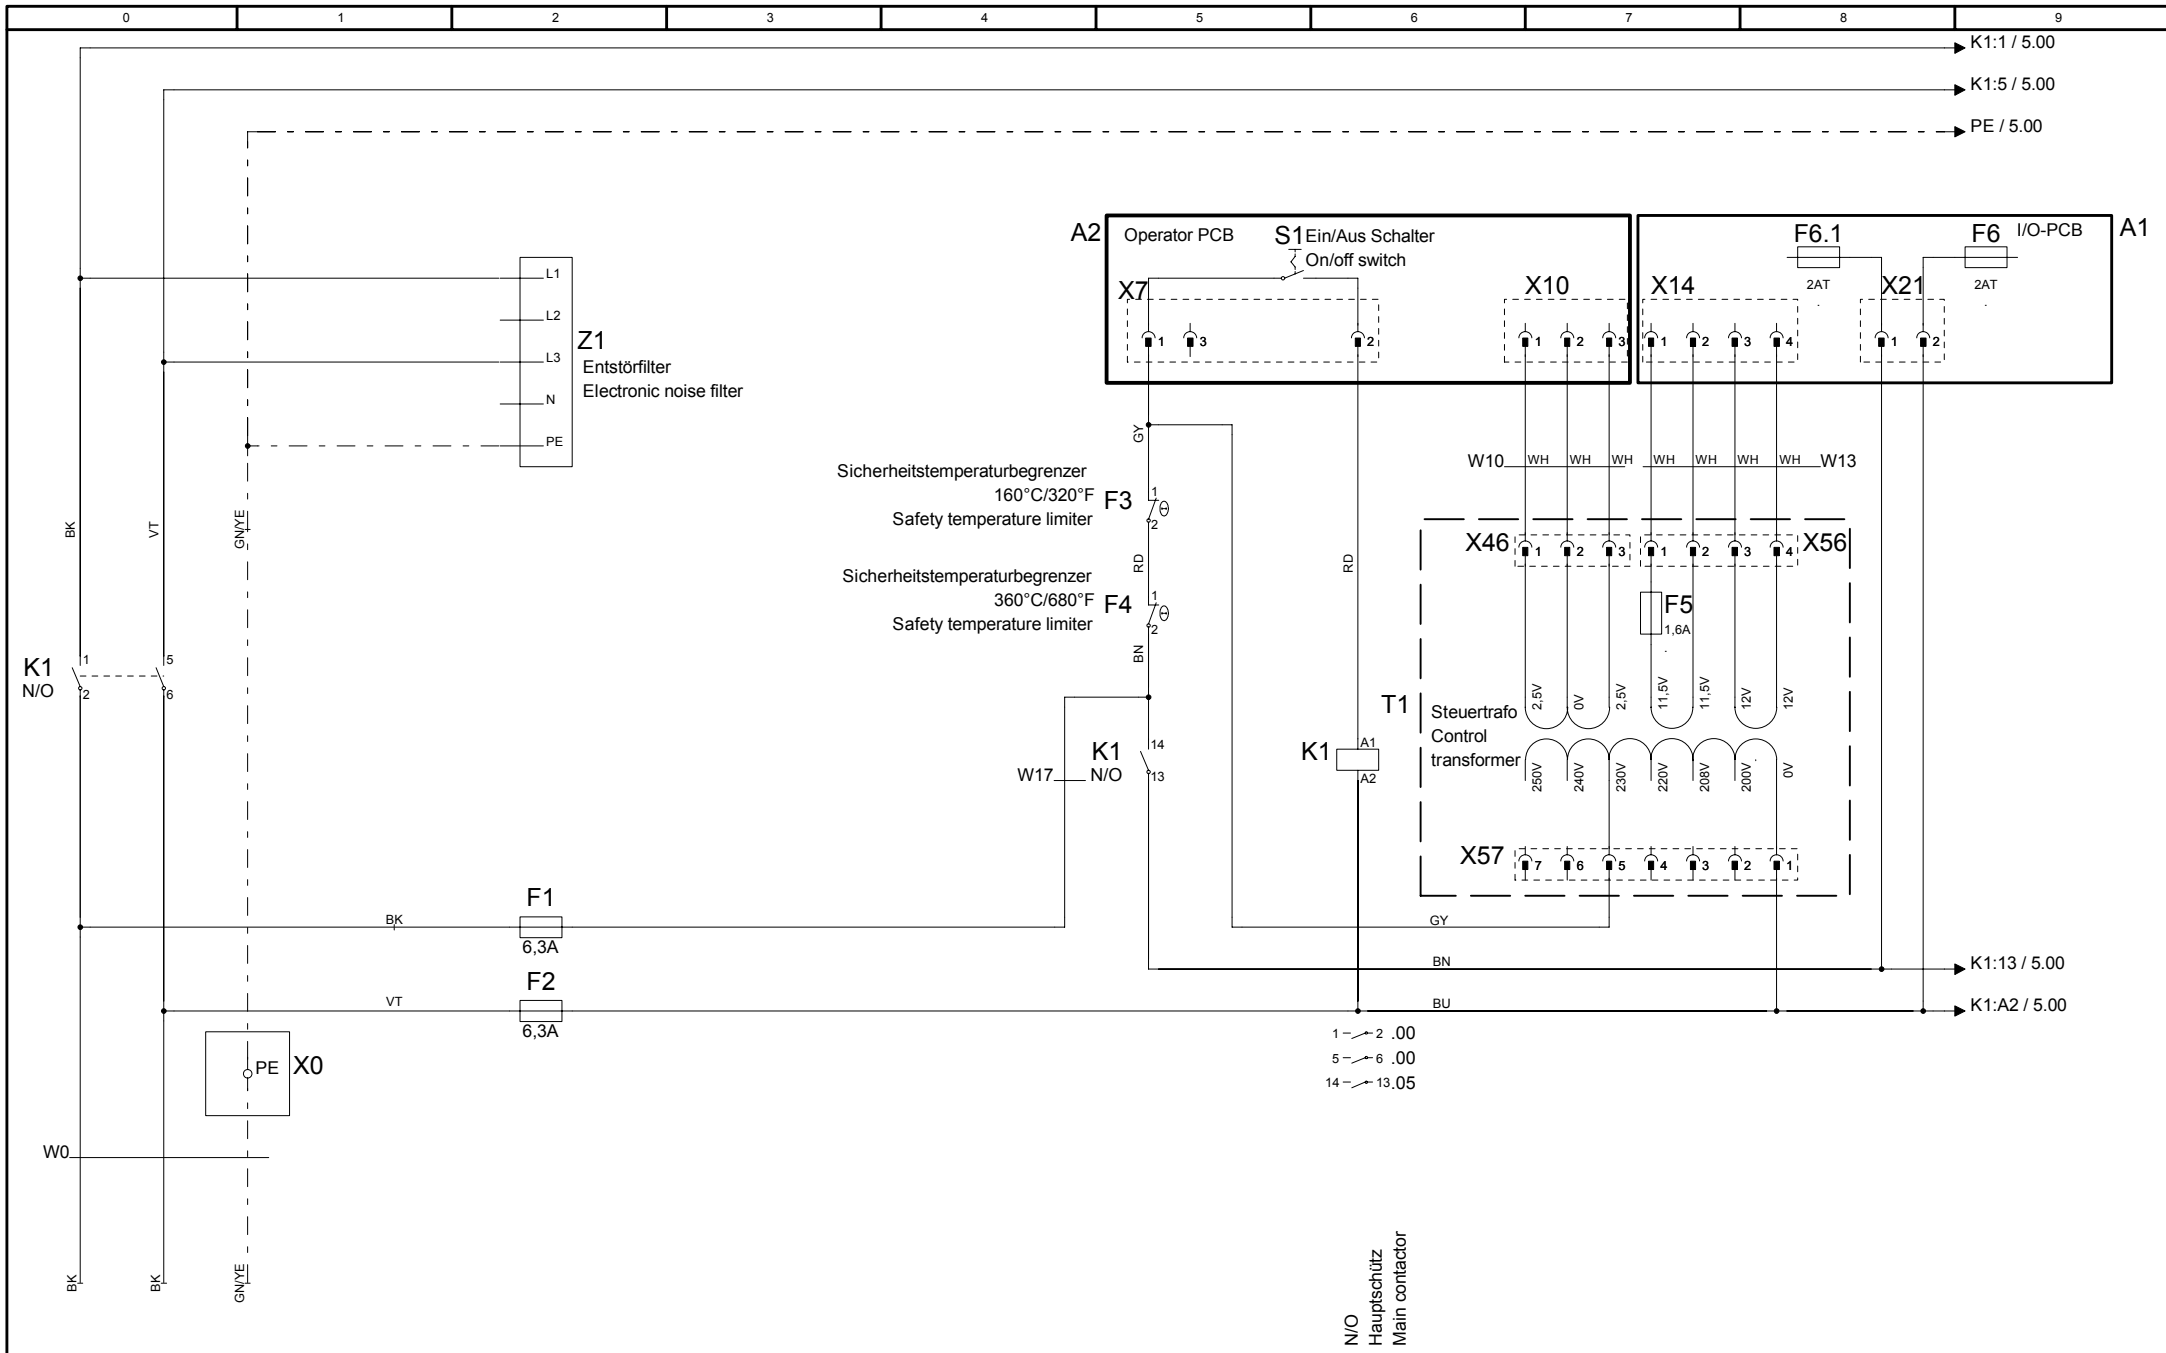 0 1 2 3 4 5 6 7 8 9
K1:1 / 5.00
K1:5 / 5.00
PE / 5.00
A2 Operator PCB
S1 Ein/Aus Schalter
On/off switch
F6.1
2AT
F6
2AT
I/O-PCB A1
X7
1 3 2
X10
1 2 3
X14
1 2 3 4
X21
1 2
L1
L2
L3
N
PE
Z1
Entstörfilter
Electronic noise filter
GY
W10 WH WH WH WH WH WH WH W13
Sicherheitstemperaturbegrenzer
160°C/320°F
Safety temperature limiter
F3
1
2
RD
Sicherheitstemperaturbegrenzer
360°C/680°F
Safety temperature limiter
F4
1
2
BN
BK
VT
GN/YE
RD
X46 1 2 3 1 2 3 4 X56
F5
1,6A
K1
N/O
1
2
5
6
T1
Steuertrafo
Control
transformer
2,5V 0V 2,5V 11,5V 11,5V 12V 12V
250V 240V 230V 220V 208V 200V 0V
W17
K1
N/O
14
13
K1
A1
A2
X57 7 6 5 4 3 2 1
BK
F1
6,3A
GY
BN
K1:13 / 5.00
VT
F2
6,3A
BU
K1:A2 / 5.00
1 2 .00
5 6 .00
14 13 .05
PE X0
W0
BK
BK
GN/YE
N/O
Hauptschütz
Main contactor